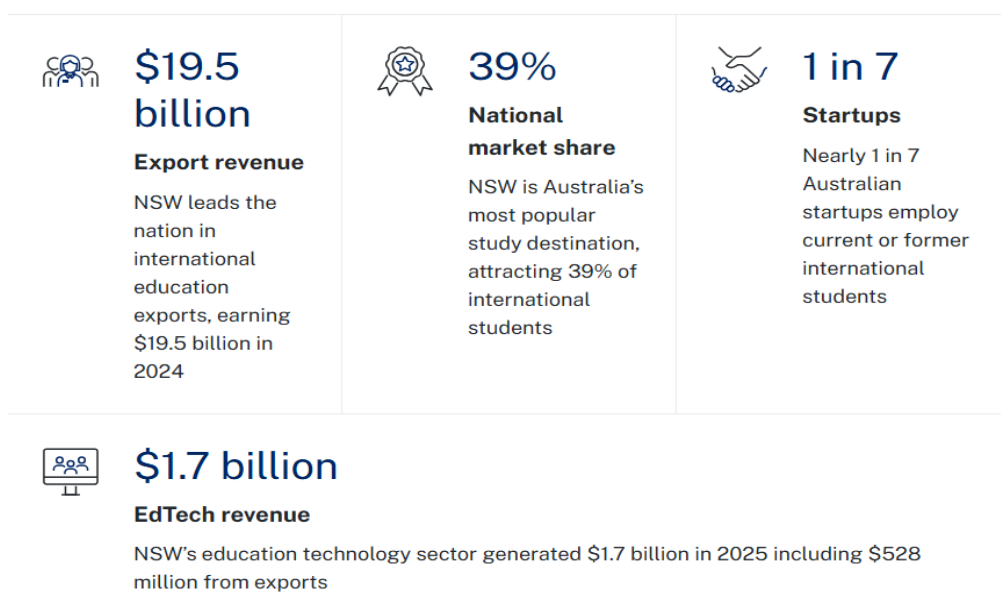 $19.5
billion
Export revenue
NSW leads the
nation in
international
education
exports, earning
$19.5 billion in
2024
39%
National
market share
NSW is Australia’s
most popular
study destination,
attracting 39% of
international
students
1 in 7
Startups
Nearly 1 in 7
Australian
startups employ
current or former
international
students
$1.7 billion
EdTech revenue
NSW’s education technology sector generated $1.7 billion in 2025 including $528
million from exports